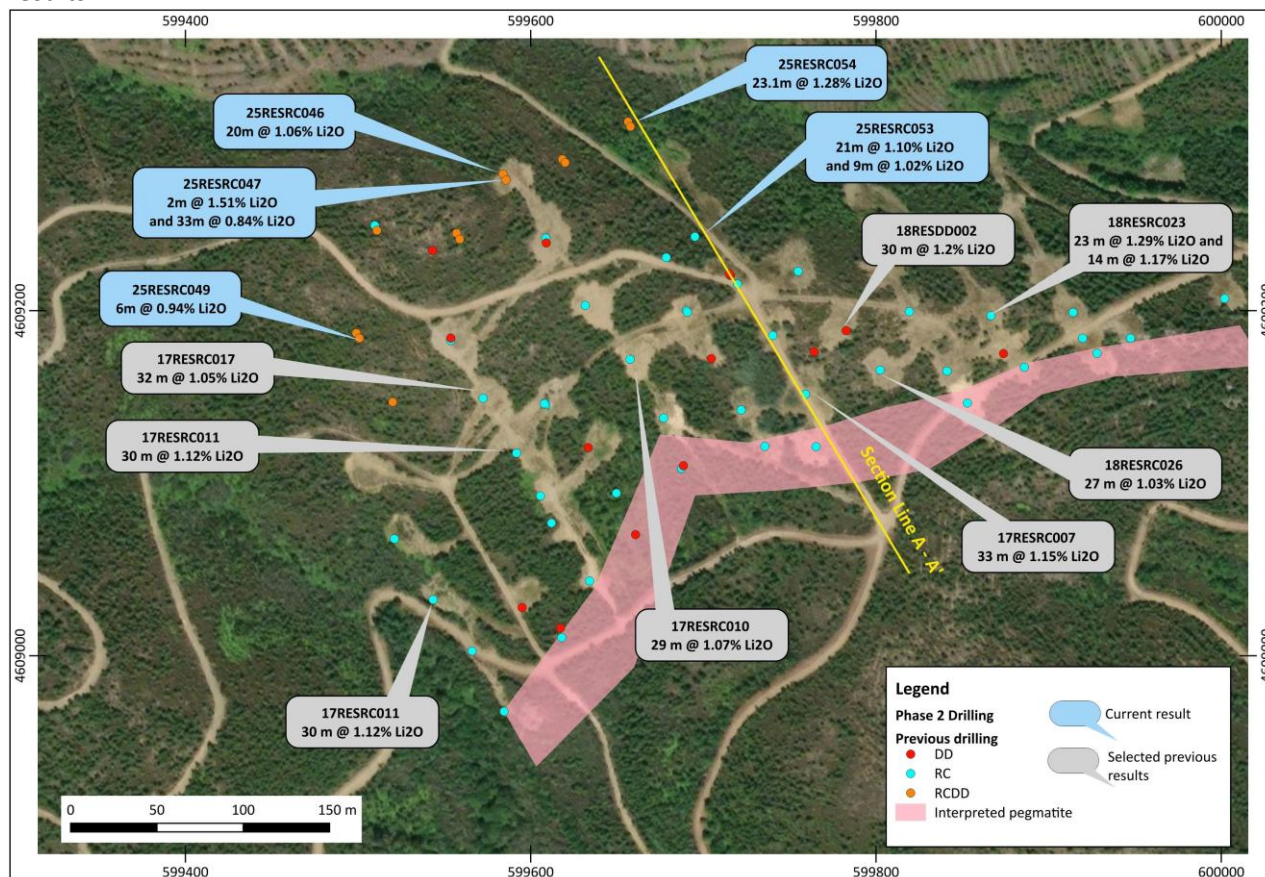 599400
599600
599800
600000
25RESRC054
23.1m @ 1.28% Li2O
25RESRC046
20m @ 1.06% Li2O
25RESRC053
21m @ 1.10% Li2O
and 9m @ 1.02% Li2O
25RESRC047
2m @ 1.51% Li2O
and 33m @ 0.84% Li2O
18RESDD002
30 m @ 1.2% Li2O
18RESRC023
23 m @ 1.29% Li2O and
14 m @ 1.17% Li2O
25RESRC049
6m @ 0.94% Li2O
4609200
4609200
17RESRC017
32 m @ 1.05% Li2O
17RESRC011
30 m @ 1.12% Li2O
Section Line A - A'
18RESRC026
27 m @ 1.03% Li2O
17RESRC007
33 m @ 1.15% Li2O
17RESRC010
29 m @ 1.07% Li2O
4609000
4609000
17RESRC011
30 m @ 1.12% Li2O
Legend
Phase 2 Drilling
Previous drilling
DD
RC
RCDD
Interpreted pegmatite
Current result
Selected previous
results
0 50 100 150 m
599400
599600
599800
600000